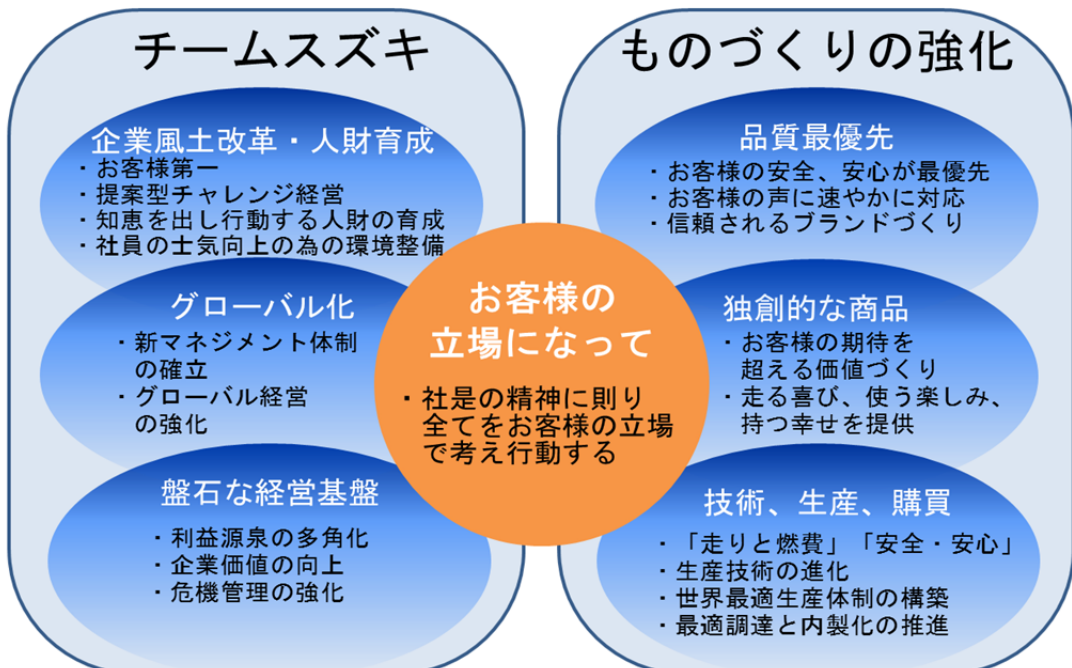 チームスズキ
企業風土改革・人財育成
・お客様第一
・提案型チャレンジ経営
・知恵を出し行動する人財の育成
・社員の士気向上の為の環境整備
グローバル化
・新マネジメント体制
の確立
・グローバル経営
の強化
盤石な経営基盤
・利益源泉の多角化
・企業価値の向上
・危機管理の強化
お客様の
立場になって
・社是の精神に則り
全てをお客様の立場
で考え行動する
ものづくりの強化
品質最優先
・お客様の安全、安心が最優先
・お客様の声に速やかに対応
・信頼されるブランドづくり
独創的な商品
・お客様の期待を
超える価値づくり
・走る喜び、使う楽しみ、
持つ幸せを提供
技術、生産、購買
・「走りと燃費」「安全・安心」
・生産技術の進化
・世界最適生産体制の構築
・最適調達と内製化の推進